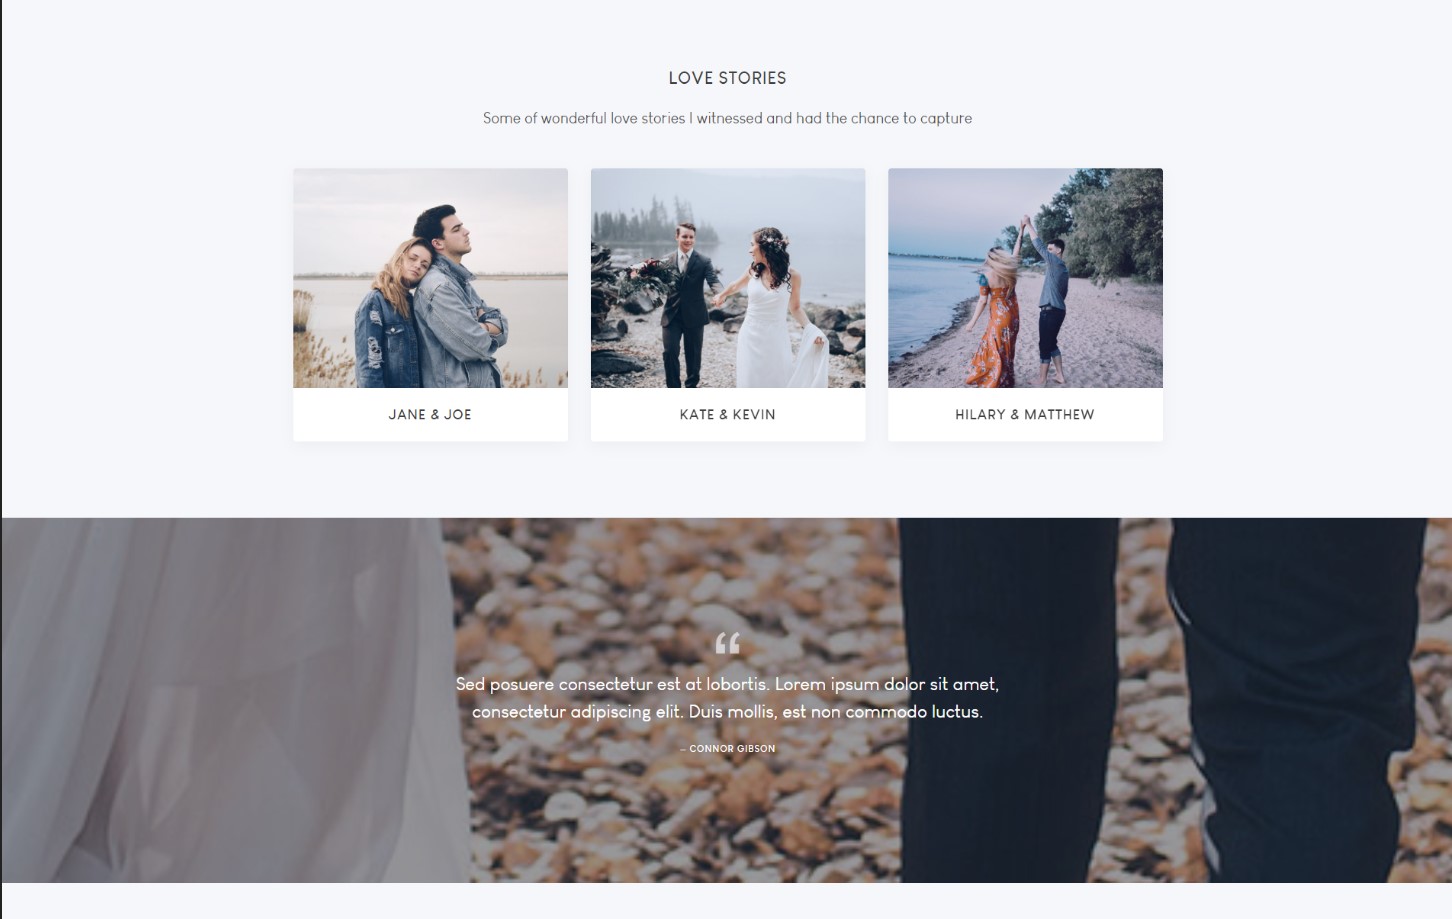 LOVE STORIES
Some of wonderful love stories I witnessed and had the chance to capture
JANE & JOE
KATE & KEVIN
HILARY & MATTHEW
“
Sed posuere consectetur est at lobortis. Lorem ipsum dolor sit amet,
consectetur adipiscing elit. Duis mollis, est non commodo luctus.
– CONNOR GIBSON